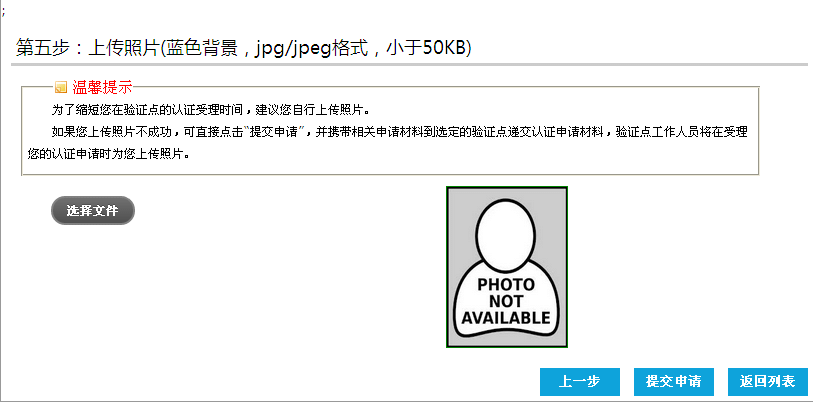 ;
第五步：上传照片(蓝色背景，jpg/jpeg格式，小于50KB)
温馨提示
为了缩短您在验证点的认证受理时间，建议您自行上传照片。
如果您上传照片不成功，可直接点击“提交申请”，并携带相关申请材料到选定的验证点递交认证申请材料，验证点工作人员将在受理
您的认证申请时为您上传照片。
选择文件
PHOTO
NOT
AVAILABLE
上一步
提交申请
返回列表